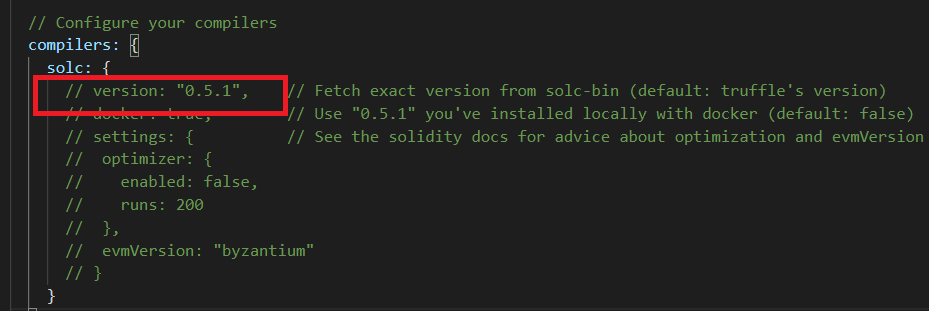 // Configure your compilers
compilers: {
solc: {
// version: "0.5.1", // Fetch exact version from solc-bin (default: truffle's version)
// docker: true, // Use "0.5.1" you've installed locally with docker (default: false)
// settings: { // See the solidity docs for advice about optimization and evmVersion
// optimizer: {
// enabled: false,
// runs: 200
// },
// evmVersion: "byzantium"
// }
}